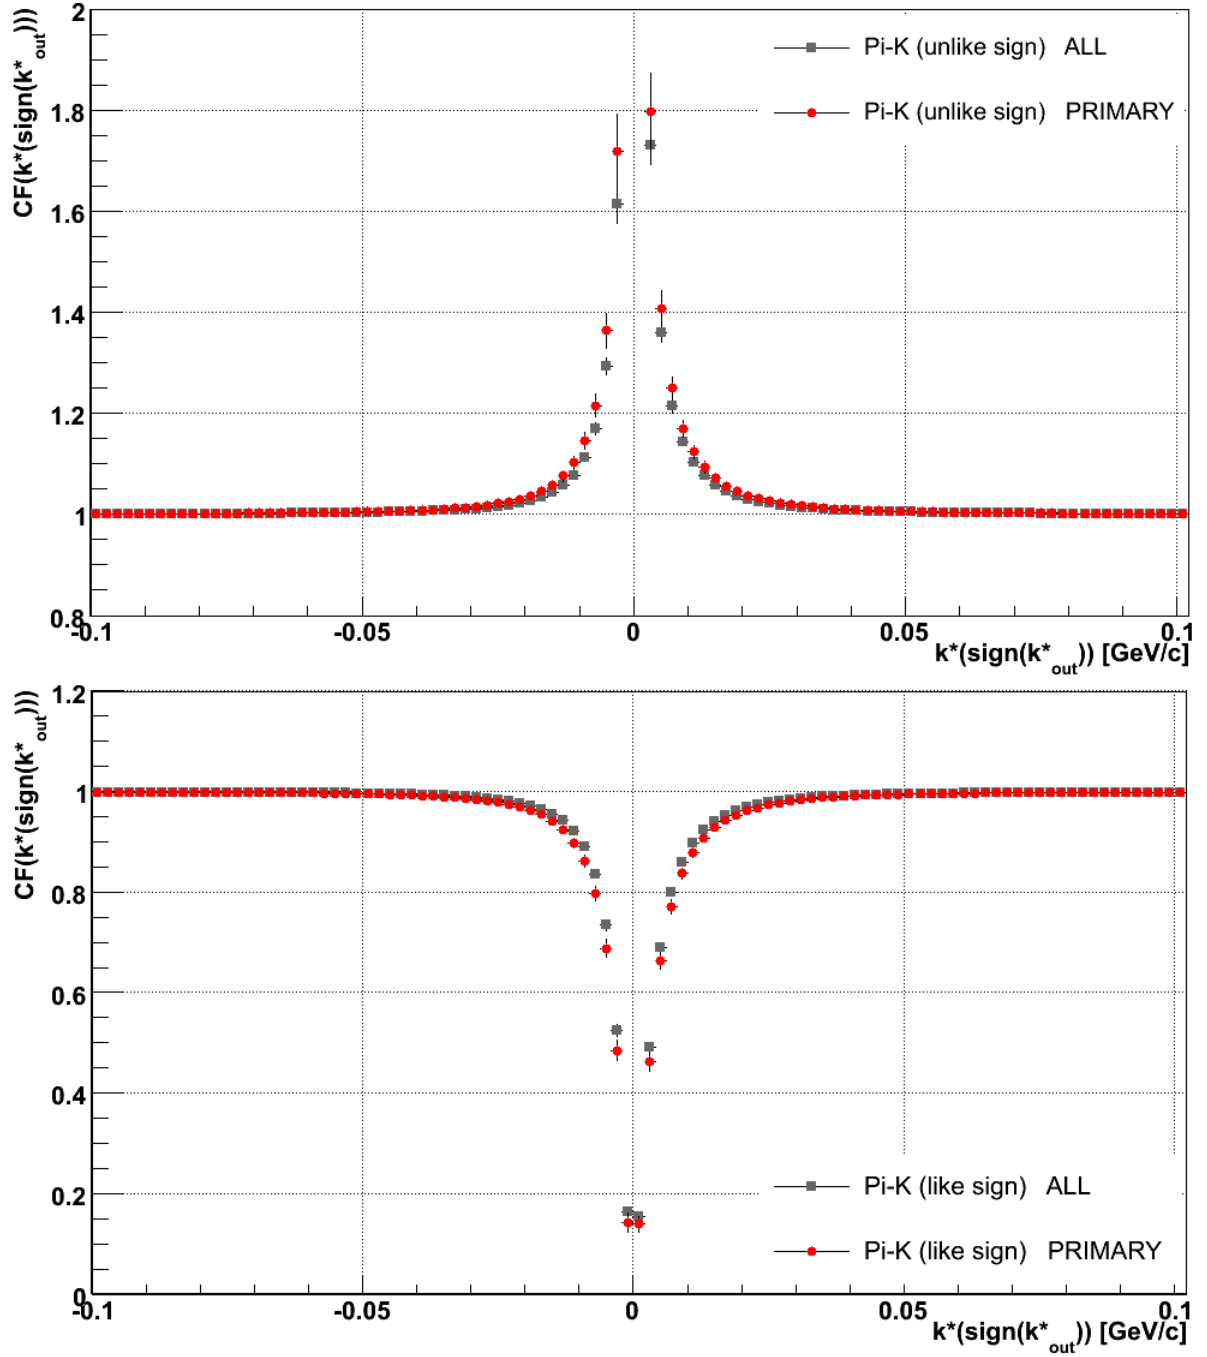 CF(k*(sign(k*out)))
2
1.8
1.6
1.4
1.2
1
0.8
Pi-K (unlike sign) ALL
Pi-K (unlike sign) PRIMARY
-0.1 -0.05 0 0.05 0.1
k*(sign(k*out)) [GeV/c]
CF(k*(sign(k*out)))
1.2
1
0.8
0.6
0.4
0.2
0
Pi-K (like sign) ALL
Pi-K (like sign) PRIMARY
-0.1 -0.05 0 0.05 0.1
k*(sign(k*out)) [GeV/c]